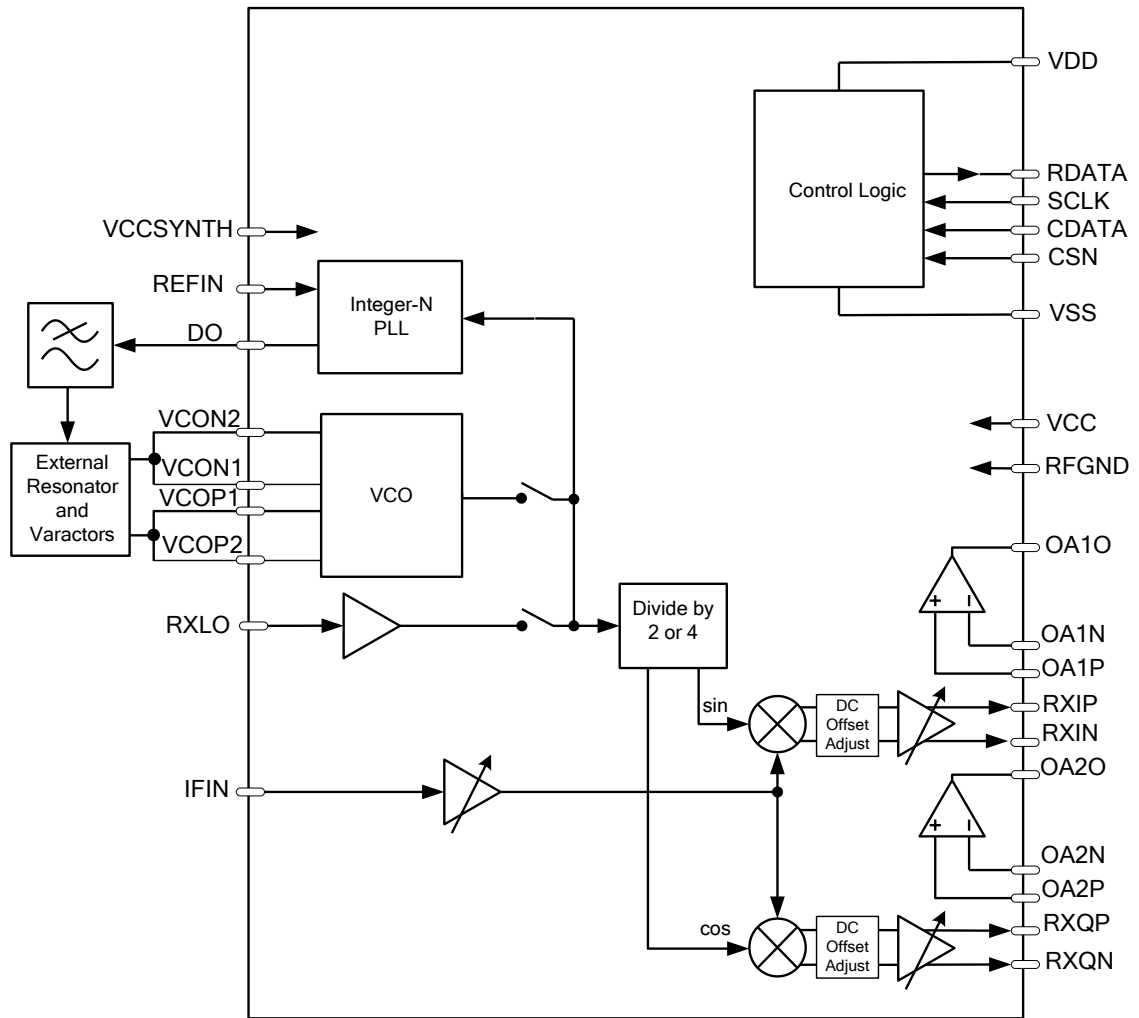 VDD
Control Logic
RDATA
SCLK
CDATA
CSN
VSS
VCCSYNTH
REFIN
DO
Integer-N
PLL
VCON2
VCON1
VCOP1
VCOP2
External
Resonator
and
Varactors
VCO
VCC
RFGND
RXLO
Divide by
2 or 4
sin
cos
IFIN
OA1O
+ −
OA1N
OA1P
DC
Offset
Adjust
RXIP
RXIN
OA2O
+ −
OA2N
OA2P
DC
Offset
Adjust
RXQP
RXQN